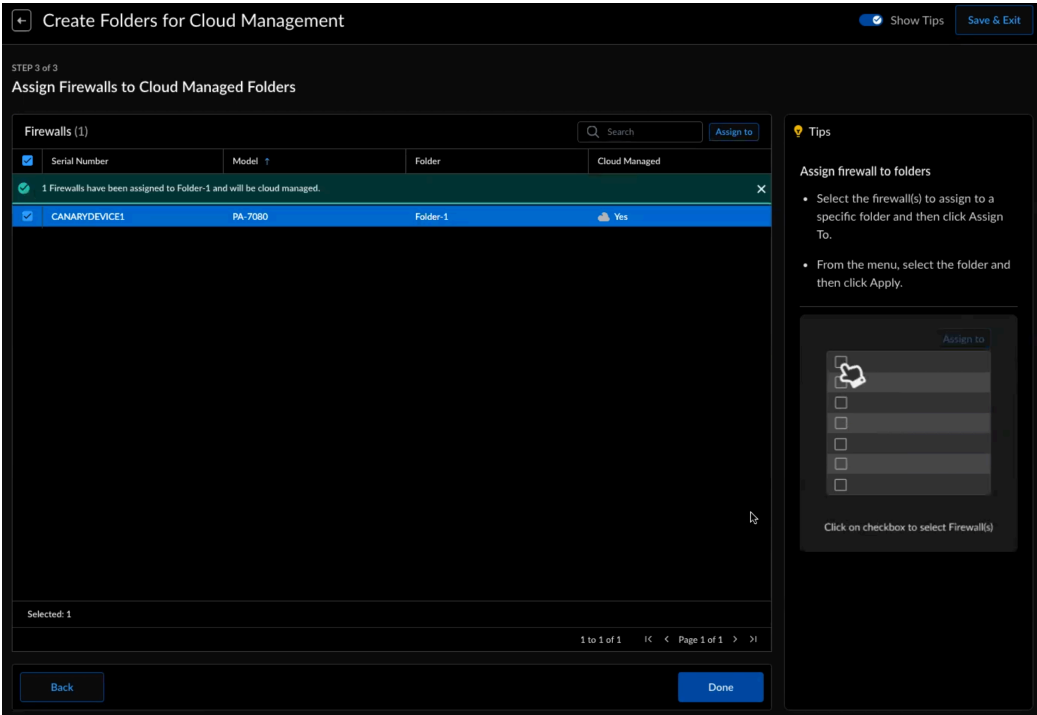 Create Folders for Cloud Management
Show Tips
Save & Exit
STEP 3 of 3
Assign Firewalls to Cloud Managed Folders
Firewalls (1)
Search
Assign to
Serial Number
Model
Folder
Cloud Managed
1 Firewalls have been assigned to Folder-1 and will be cloud managed.
CANARYDEVICE1
PA-7080
Folder-1
Yes
Selected: 1
1 to 1 of 1
Page 1 of 1
Back
Done
Tips
Assign firewall to folders
Select the firewall(s) to assign to a
specific folder and then click Assign
To.
From the menu, select the folder and
then click Apply.
Assign to
Click on checkbox to select Firewall(s)